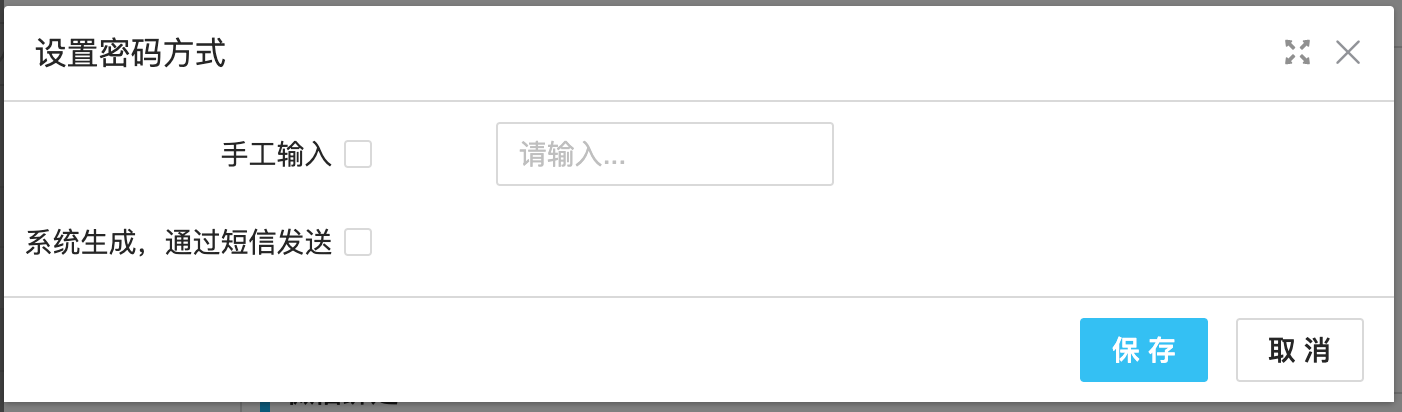 设置密码方式
手工输入
请输入...
系统生成，通过短信发送
保存
取消